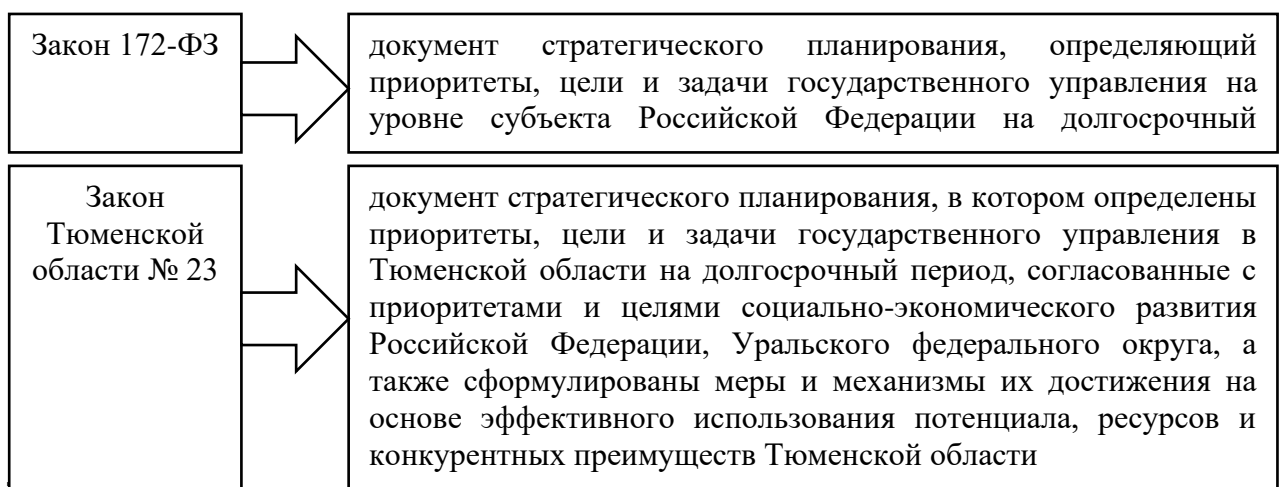 Закон 172-ФЗ
документ стратегического планирования, определяющий
приоритеты, цели и задачи государственного управления на
уровне субъекта Российской Федерации на долгосрочный
Закон
Тюменской
области № 23
документ стратегического планирования, в котором определены
приоритеты, цели и задачи государственного управления в
Тюменской области на долгосрочный период, согласованные с
приоритетами и целями социально-экономического развития
Российской Федерации, Уральского федерального округа, а
также сформулированы меры и механизмы их достижения на
основе эффективного использования потенциала, ресурсов и
конкурентных преимуществ Тюменской области